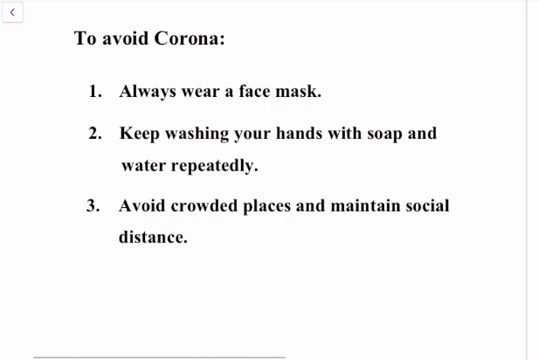 To avoid Corona:
1. Always wear a face mask.
2. Keep washing your hands with soap and
water repeatedly.
3. Avoid crowded places and maintain social
distance.